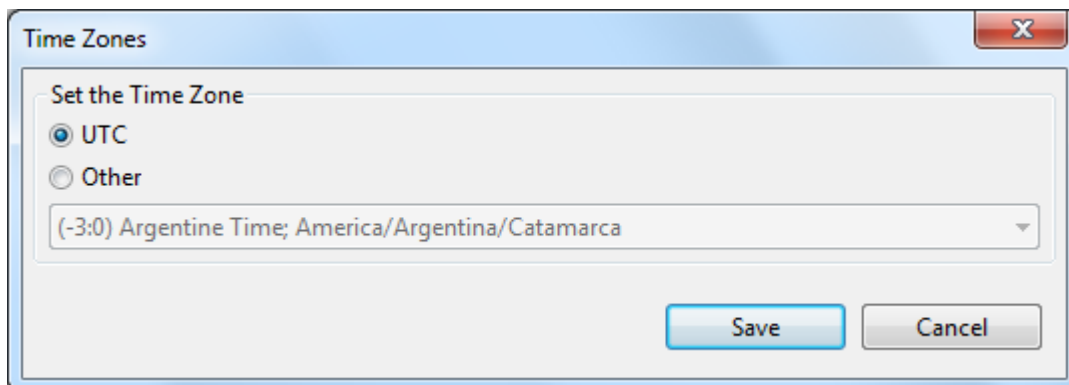 Time Zones
Set the Time Zone
UTC
Other
(-3:0) Argentine Time; America/Argentina/Catamarca
Save Cancel